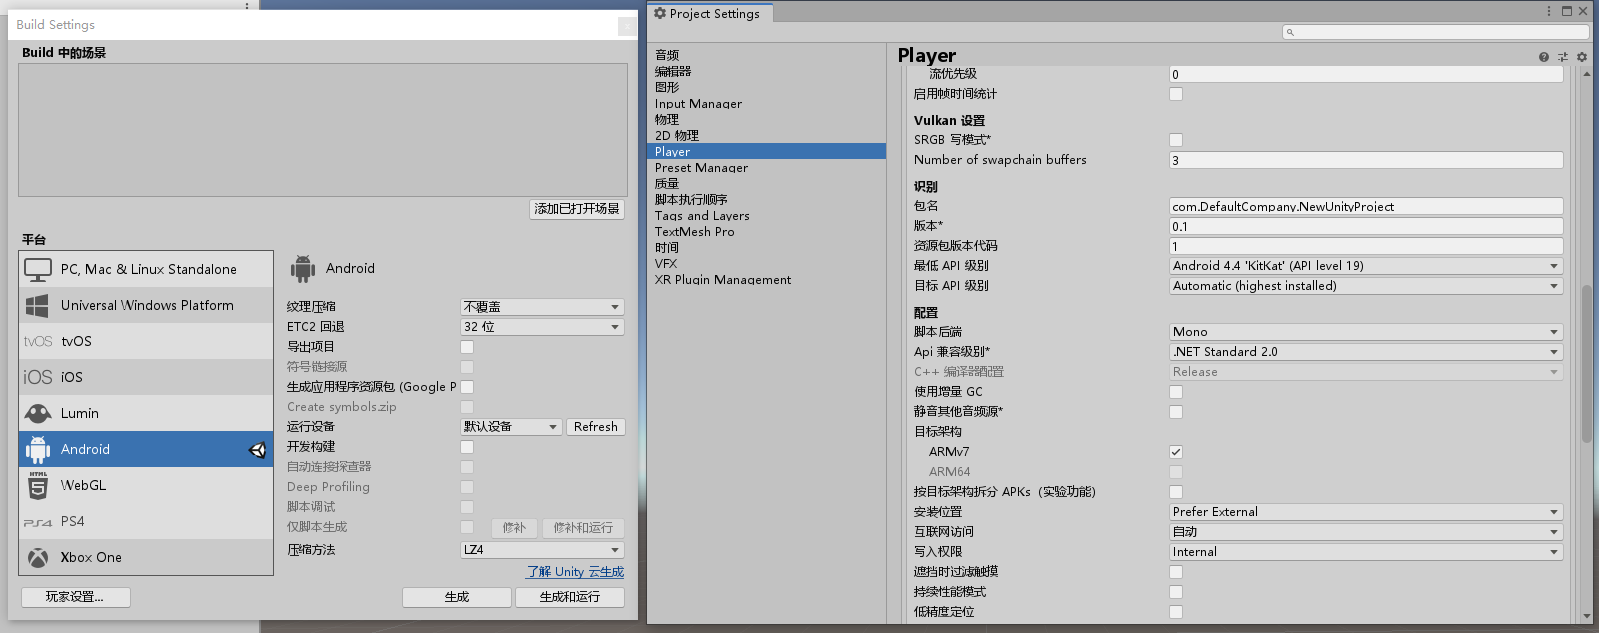 Build Settings
Build 中的场景
添加已打开场景
平台
PC, Mac & Linux Standalone
Universal Windows Platform
tvOS tvOS
iOS iOS
Lumin
Android
HTML 5 WebGL
PS4 PS4
Xbox One
玩家设置...
Android
纹理压缩 不覆盖
ETC2 回退 32 位
导出项目
符号链接源
生成应用程序资源包 (Google P
Create symbols.zip
运行设备 默认设备 Refresh
开发构建
自动连接探查器
Deep Profiling
脚本调试
仅脚本生成 修补 修补和运行
压缩方法 LZ4
了解 Unity 云生成
生成 生成和运行
Project Settings
音频
编辑器
图形
Input Manager
物理
2D 物理
Player
Preset Manager
质量
脚本执行顺序
Tags and Layers
TextMesh Pro
时间
VFX
XR Plugin Management
Player
流优先级 0
启用帧时间统计
Vulkan 设置
SRGB 写模式*
Number of swapchain buffers 3
识别
包名 com.DefaultCompany.NewUnityProject
版本* 0.1
资源包版本代码 1
最低 API 级别 Android 4.4 'KitKat' (API level 19)
目标 API 级别 Automatic (highest installed)
配置
脚本后端 Mono
Api 兼容级别* .NET Standard 2.0
C++ 编译器配置 Release
使用增量 GC
静音其他音频源*
目标架构
ARMv7
ARM64
按目标架构拆分 APKs（实验功能）
安装位置 Prefer External
互联网访问 自动
写入权限 Internal
遮挡时过滤触摸
持续性能模式
低精度定位